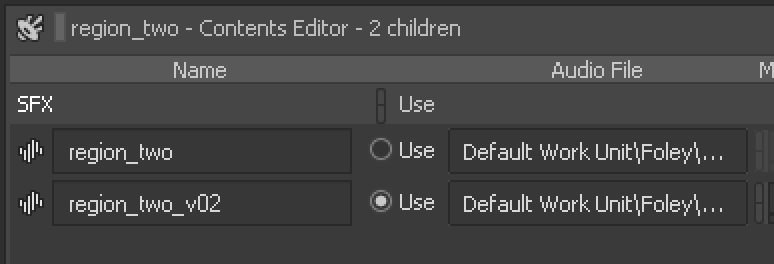 region_two - Contents Editor - 2 children
Name Audio File M
SFX Use
region_two Use Default Work Unit\Foley\...
region_two_v02 Use Default Work Unit\Foley\...